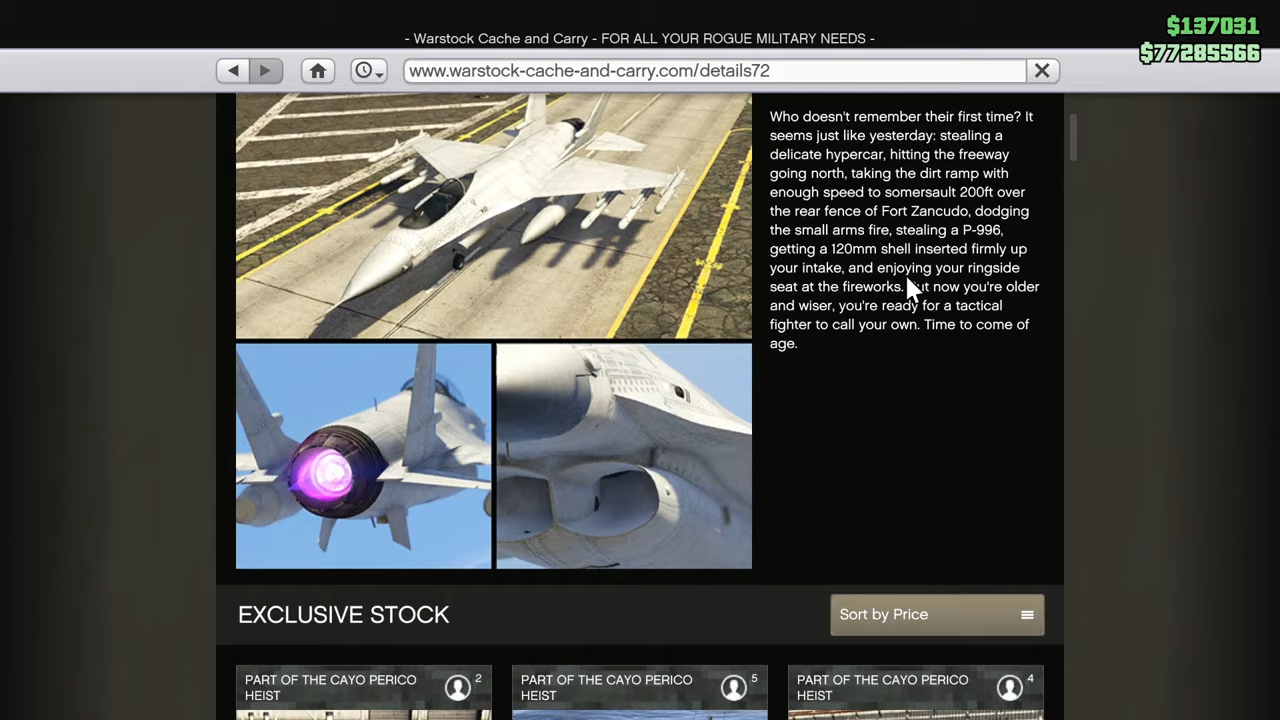 $137031
- Warstock Cache and Carry - FOR ALL YOUR ROGUE MILITARY NEEDS -
$77285566
www.warstock-cache-and-carry.com/details72
Who doesn't remember their first time? It
seems just like yesterday: stealing a
delicate hypercar, hitting the freeway
going north, taking the dirt ramp with
enough speed to somersault 200ft over
the rear fence of Fort Zancudo, dodging
the small arms fire, stealing a P-996,
getting a 120mm shell inserted firmly up
your intake, and enjoying your ringside
seat at the fireworks. But now you're older
and wiser, you're ready for a tactical
fighter to call your own. Time to come of
age.
EXCLUSIVE STOCK
Sort by Price
PART OF THE CAYO PERICO
HEIST
2
PART OF THE CAYO PERICO
HEIST
5
PART OF THE CAYO PERICO
HEIST
4